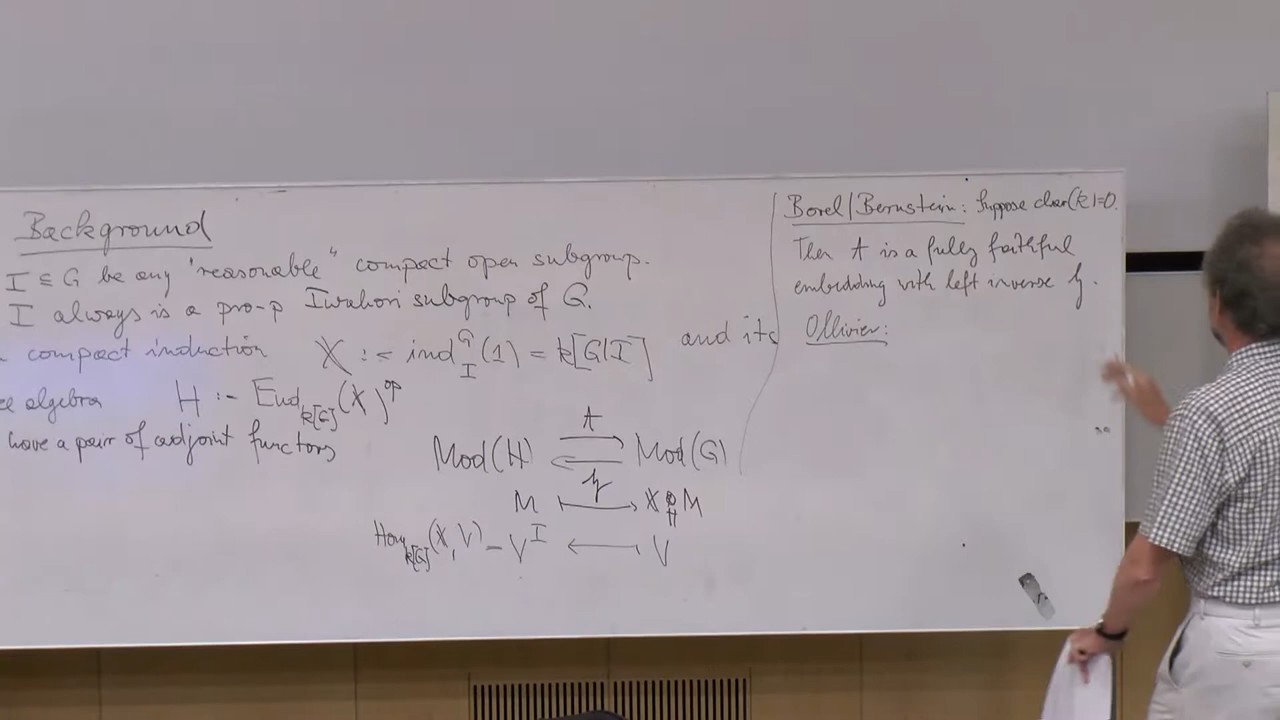 Background
I ⊆ G be any "reasonable" compact open subgroup.
I always is a pro-p Iwahori subgroup of G.
compact induction X := ind_I^G(1) = k[G/I] and its
algebra H := End_{k[G]}(X)^{op}
have a pair of adjoint functors
Mod(H) ⇄ Mod(G)
M ⟼ X ⊗_H M
Hom_{k[G]}(X,V) = V^I ⟵ V
Borel/Bernstein: Suppose char(k)=0.
Then t is a fully faithful
embedding with left inverse h.
Ollivier: